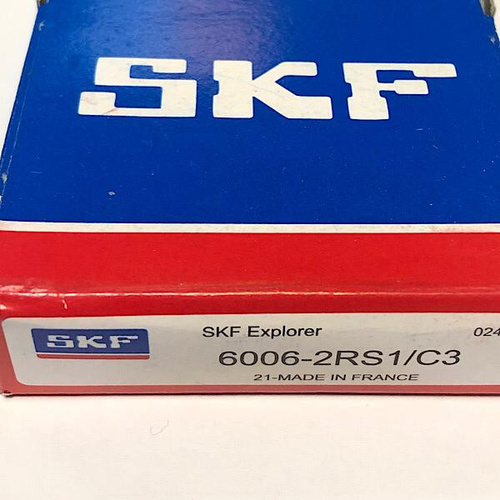 SKF
SKF
SKF Explorer
024
6006-2RS1/C3
21-MADE IN FRANCE